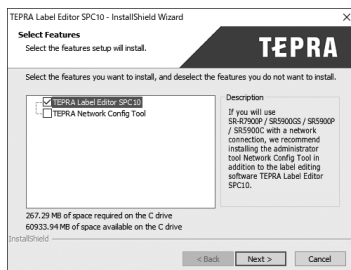 TEPRA Label Editor SPC10 - InstallShield Wizard
Select Features
Select the features setup will install.
TEPRA
Select the features you want to install, and deselect the features you do not want to install.
TEPRA Label Editor SPC10
TEPRA Network Config Tool
Description
If you will use
SR-R7900P / SR5900GS / SR5900P
/ SR5900C with a network
connection, we recommend
installing the administrator
tool Network Config Tool in
addition to the label editing
software TEPRA Label Editor
SPC10.
267.29 MB of space required on the C drive
60933.94 MB of space available on the C drive
InstallShield
< Back
Next >
Cancel